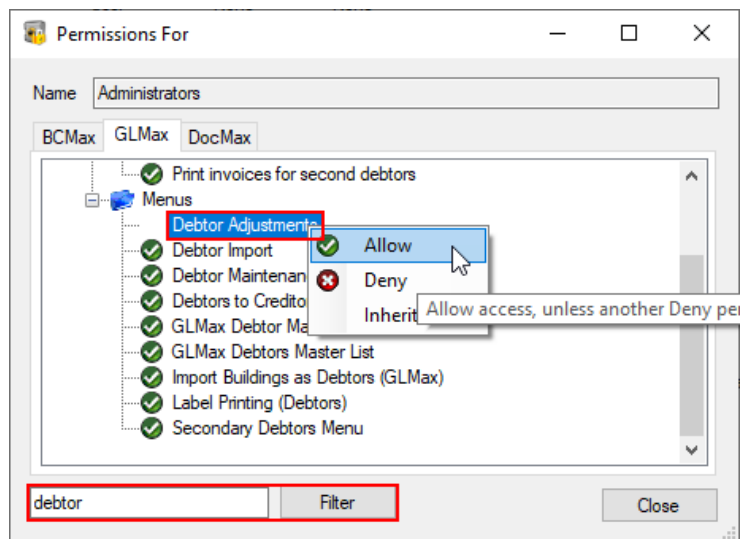 Permissions For
Name Administrators
BCMax GLMax DocMax
Print invoices for second debtors
Menus
Debtor Adjustments
Allow
Debtor Import
Debtor Maintenan
Deny
Debtors to Credito
Inherit
Allow access, unless another Deny per
GLMax Debtor Ma
GLMax Debtors Master List
Import Buildings as Debtors (GLMax)
Label Printing (Debtors)
Secondary Debtors Menu
debtor Filter Close